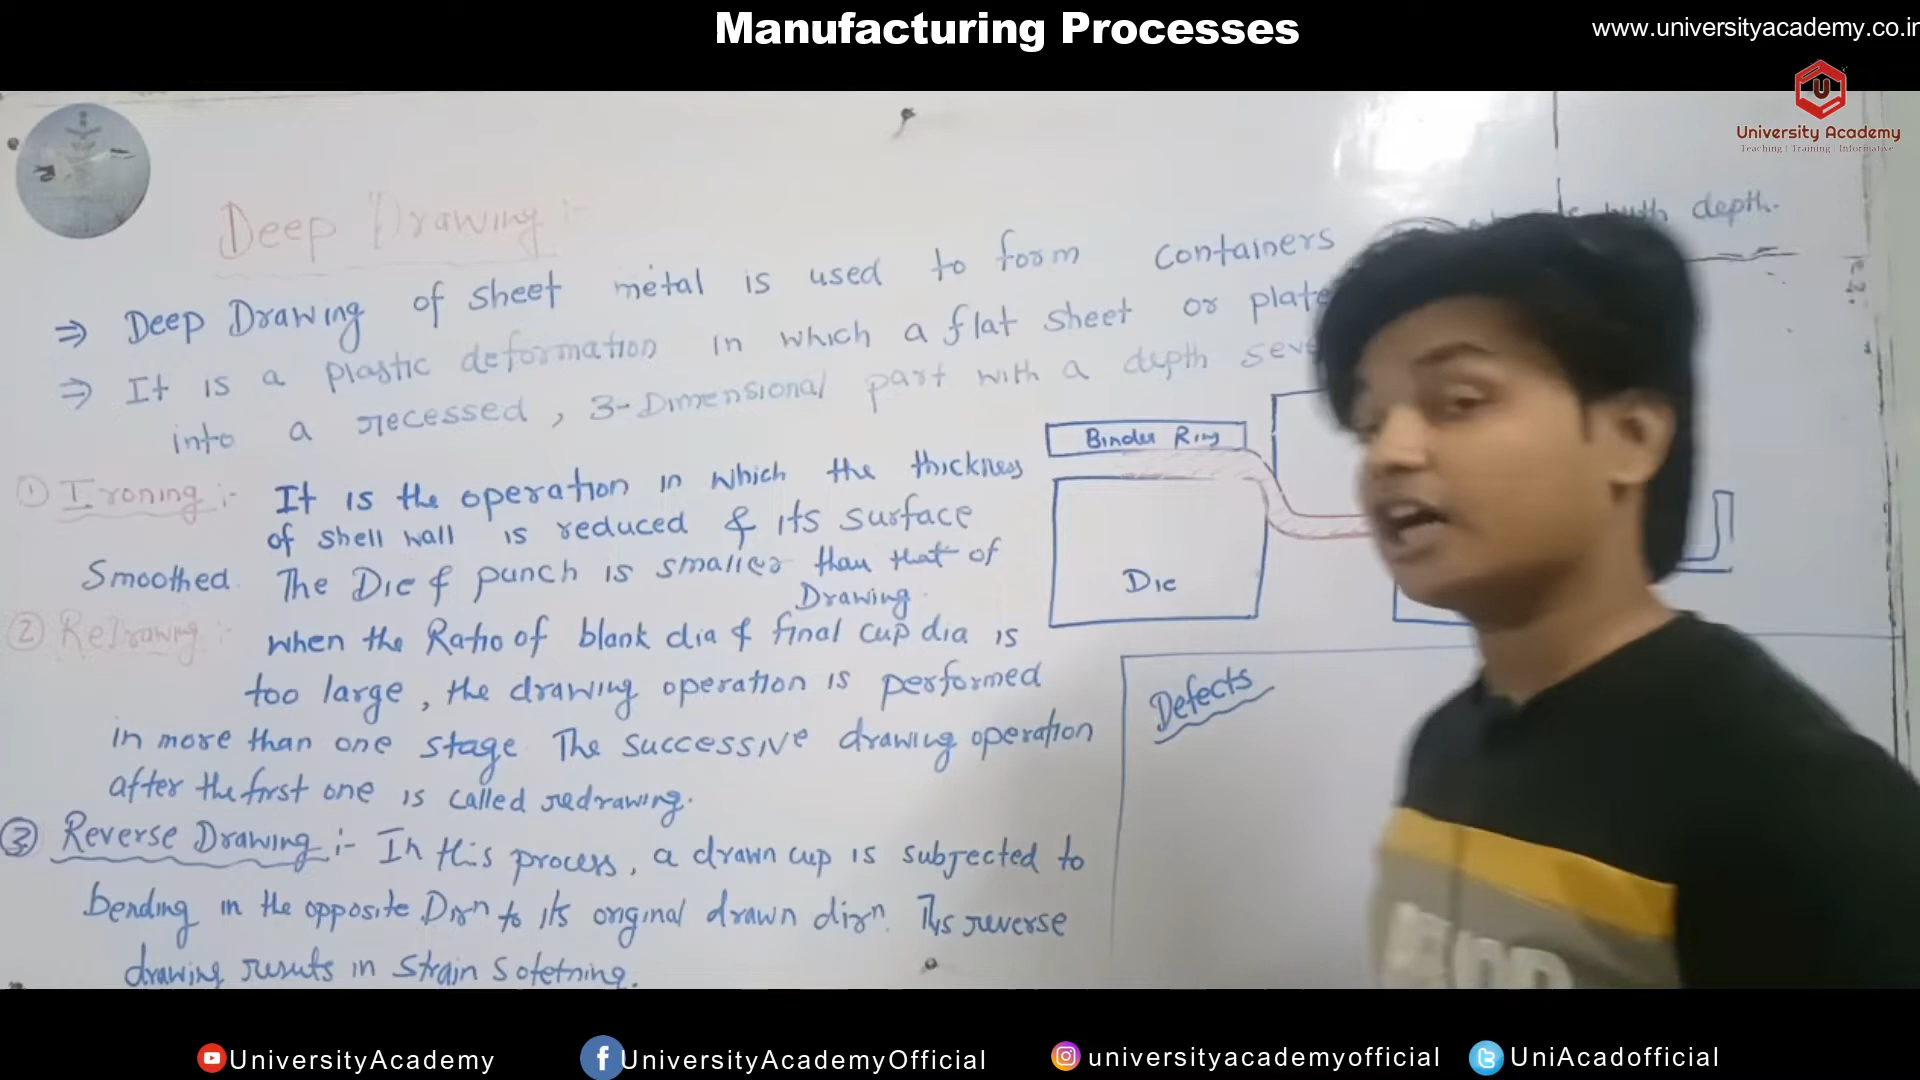 Manufacturing Processes
www.universityacademy.co.in
University Academy
Teaching | Training | Informative
Deep Drawing :-
⇒ Deep Drawing of sheet metal is used to form containers with depth.
⇒ It is a plastic deformation in which a flat sheet or plate
into a recessed, 3-Dimensional part with a depth
① Ironing :- It is the operation in which the thickness
of shell wall is reduced & its surface
Smoothed. The Die & punch is smaller than that of
Drawing.
② ReDrawing :- when the Ratio of blank dia & final cup dia is
too large, the drawing operation is performed
in more than one stage. The successive drawing operation
after the first one is called redrawing.
③ Reverse Drawing :- In this process, a drawn cup is subjected to
bending in the opposite Dirn to its original drawn dirn. This reverse
drawing results in strain sofetning.
Binder Ring
Die
Defects
UniversityAcademy
UniversityAcademyOfficial
universityacademyofficial
UniAcadofficial